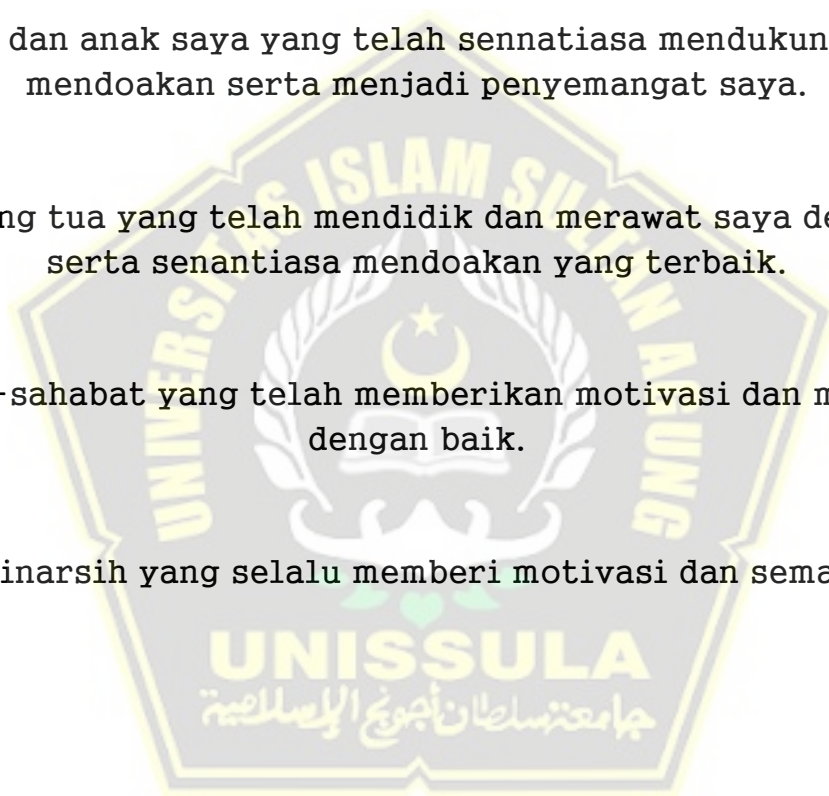 dan anak saya yang telah sennatiasa mendukun
mendoakan serta menjadi penyemangat saya.
ng tua yang telah mendidik dan merawat saya de
serta senantiasa mendoakan yang terbaik.
-sahabat yang telah memberikan motivasi dan m
dengan baik.
inarsih yang selalu memberi motivasi dan sema
UNIVERSITAS ISLAM SULTAN AGUNG
UNISSULA
جامعتسلطان أجونج الإسلامية